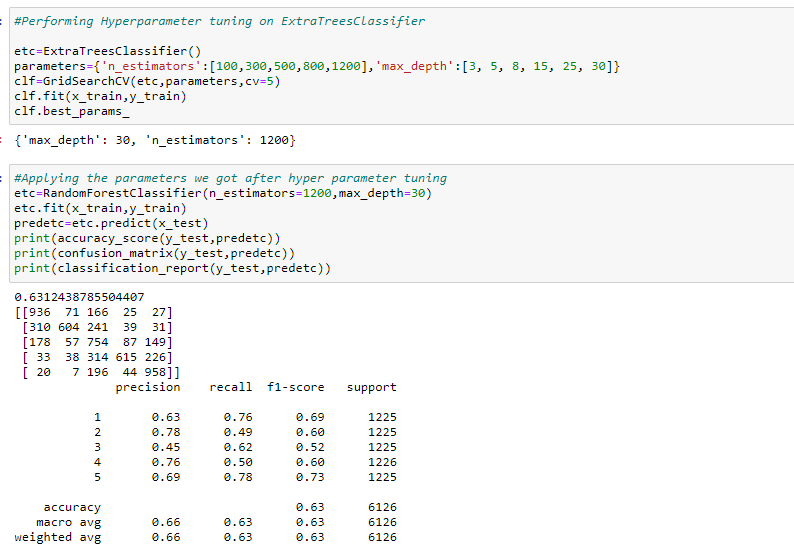 #Performing Hyperparameter tuning on ExtraTreesClassifier
etc=ExtraTreesClassifier()
parameters={'n_estimators':[100,300,500,800,1200],'max_depth':[3, 5, 8, 15, 25, 30]}
clf=GridSearchCV(etc,parameters,cv=5)
clf.fit(x_train,y_train)
clf.best_params_
{'max_depth': 30, 'n_estimators': 1200}
#Applying the parameters we got after hyper parameter tuning
etc=RandomForestClassifier(n_estimators=1200,max_depth=30)
etc.fit(x_train,y_train)
predetc=etc.predict(x_test)
print(accuracy_score(y_test,predetc))
print(confusion_matrix(y_test,predetc))
print(classification_report(y_test,predetc))
0.6312438785504407
[[936  71 166  25  27]
 [310 604 241  39  31]
 [178  57 754  87 149]
 [ 33  38 314 615 226]
 [ 20   7 196  44 958]]
              precision    recall  f1-score   support
           1       0.63      0.76      0.69      1225
           2       0.78      0.49      0.60      1225
           3       0.45      0.62      0.52      1225
           4       0.76      0.50      0.60      1226
           5       0.69      0.78      0.73      1225
    accuracy                           0.63      6126
   macro avg       0.66      0.63      0.63      6126
weighted avg       0.66      0.63      0.63      6126